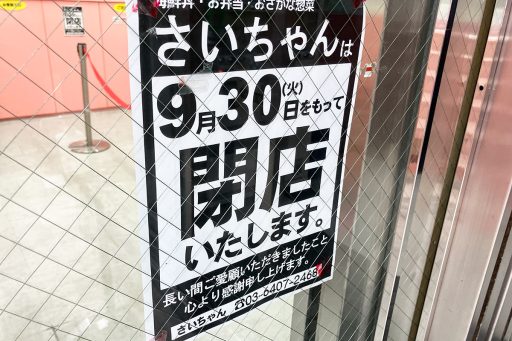 海鮮丼・お弁当・おさかな惣菜
さいちゃんは
9月30日(火)をもって
閉店
いたします。
長い間ご愛顧いただきましたこと
心より感謝申し上げます。
さいちゃん ☎03-6407-2468